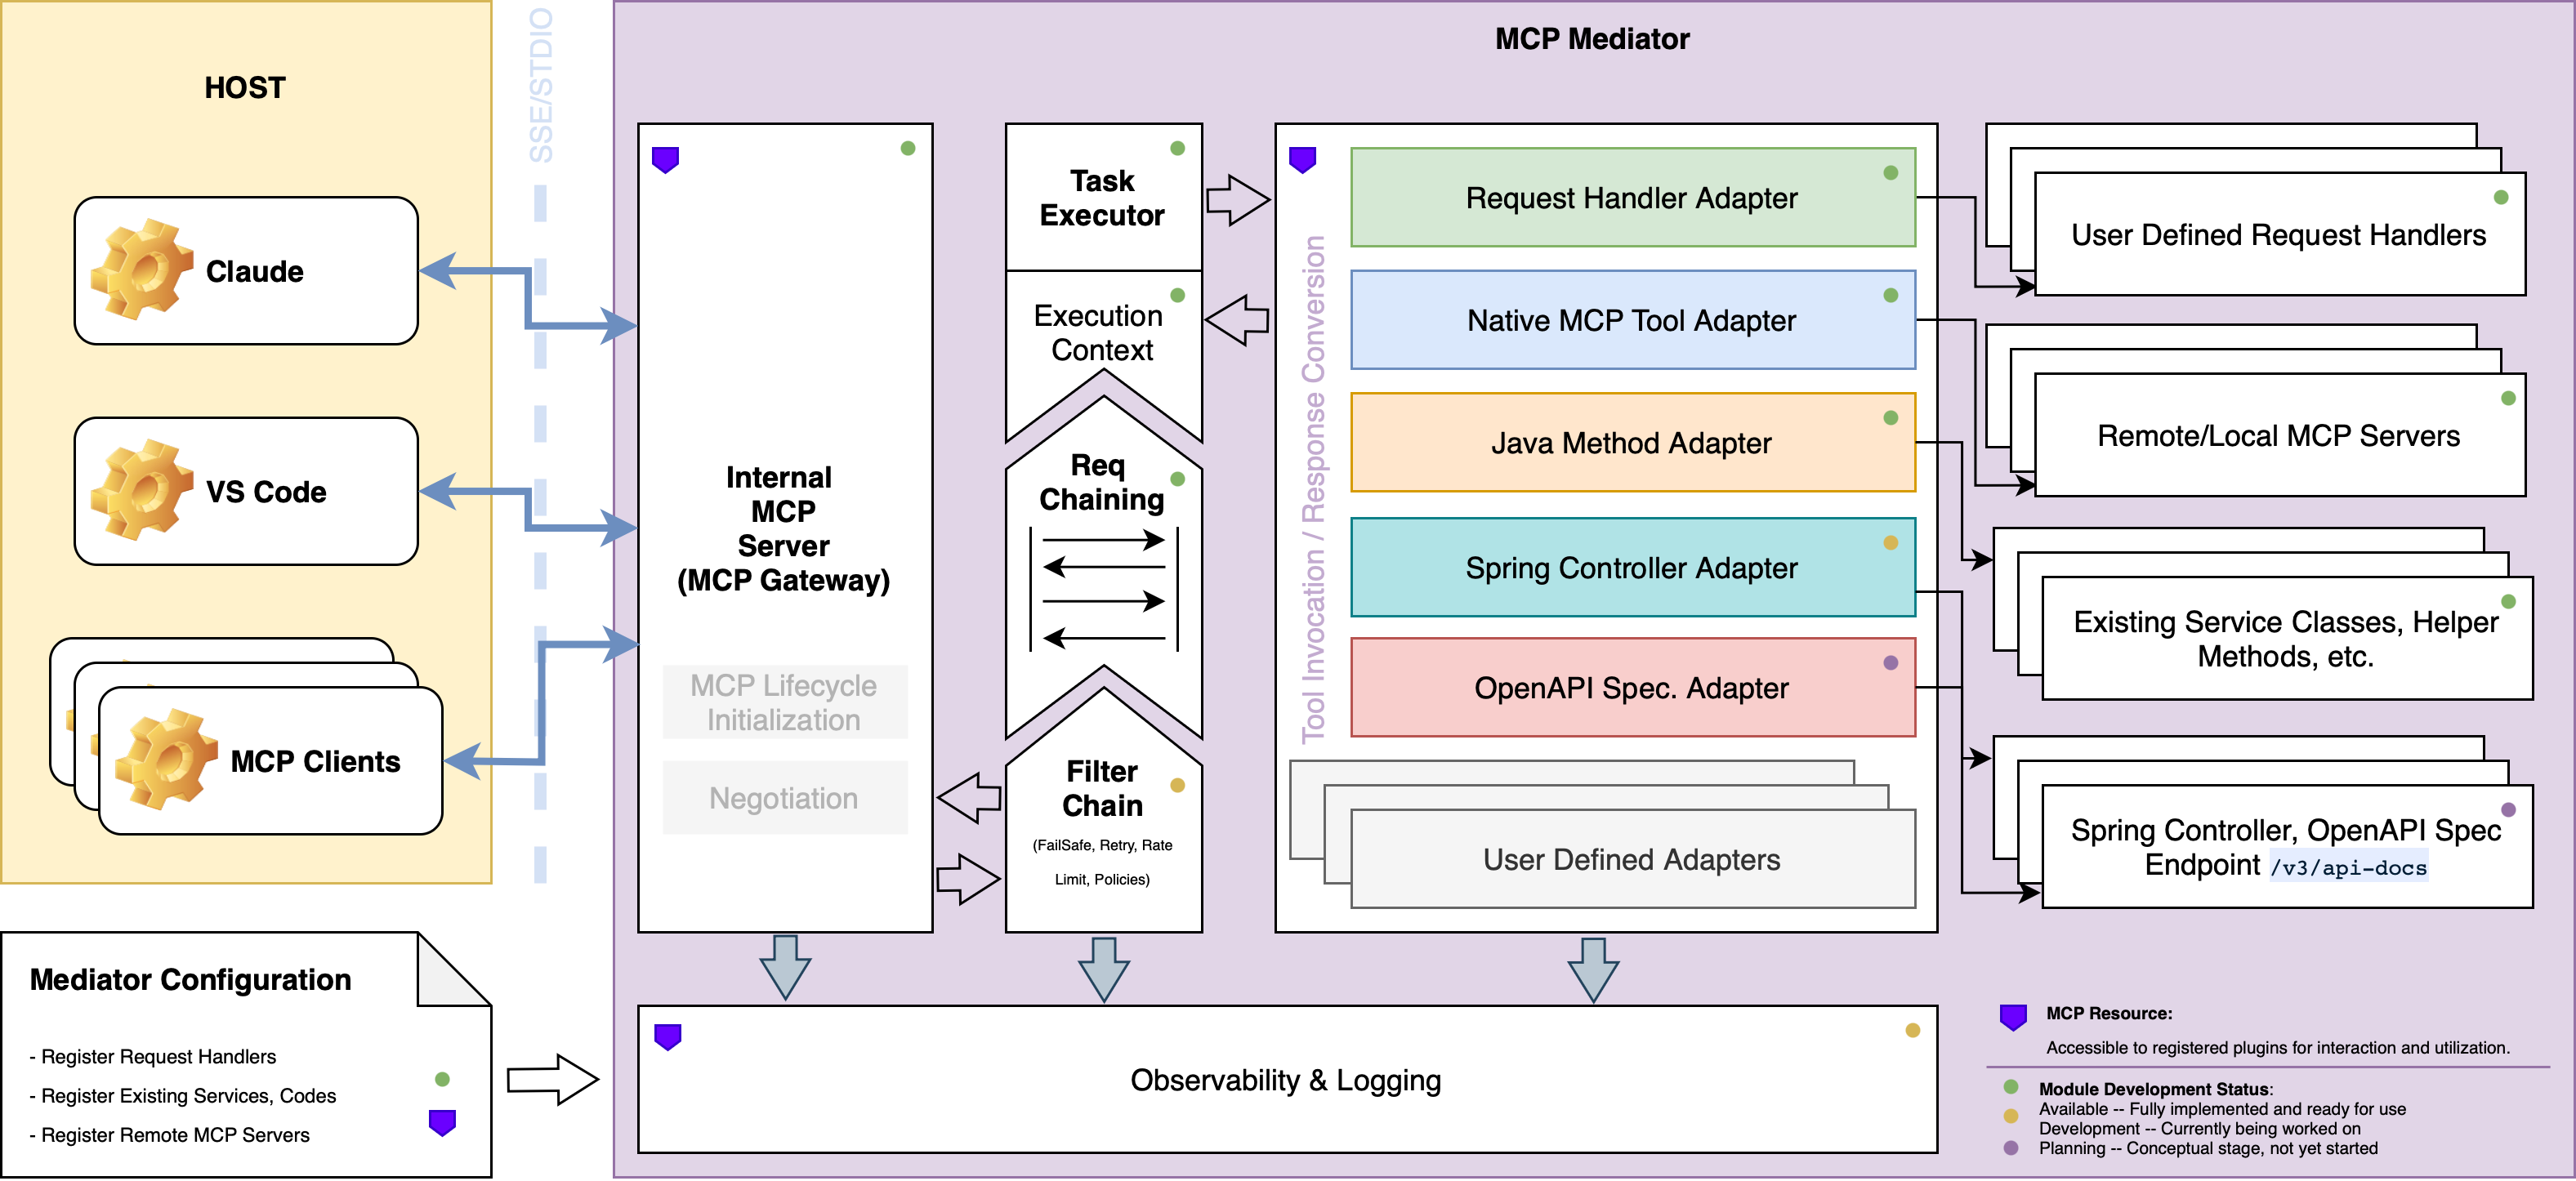 HOST
Claude
VS Code
MCP Clients
SSE/STDIO
Mediator Configuration
- Register Request Handlers
- Register Existing Services, Codes
- Register Remote MCP Servers
MCP Mediator
Internal
MCP
Server
(MCP Gateway)
MCP Lifecycle
Initialization
Negotiation
Task
Executor
Execution
Context
Req
Chaining
Filter
Chain
(FailSafe, Retry, Rate
Limit, Policies)
Tool Invocation / Response Conversion
Request Handler Adapter
Native MCP Tool Adapter
Java Method Adapter
Spring Controller Adapter
OpenAPI Spec. Adapter
User Defined Adapters
User Defined Request Handlers
Remote/Local MCP Servers
Existing Service Classes, Helper
Methods, etc.
Spring Controller, OpenAPI Spec
Endpoint /v3/api-docs
Observability & Logging
MCP Resource:
Accessible to registered plugins for interaction and utilization.
Module Development Status:
Available -- Fully implemented and ready for use
Development -- Currently being worked on
Planning -- Conceptual stage, not yet started